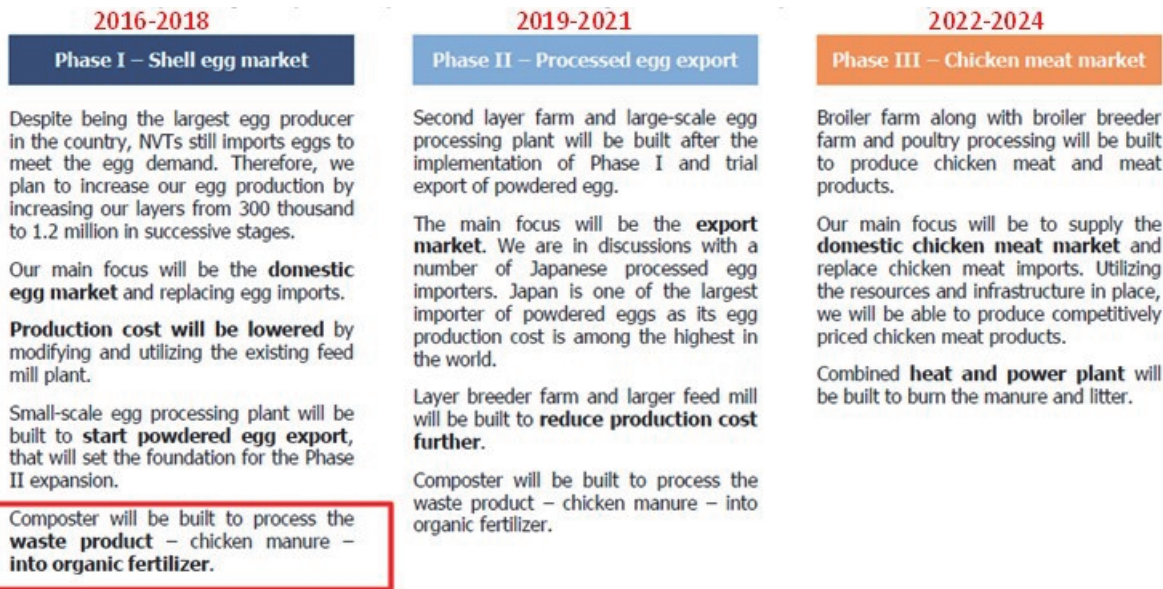 2016-2018
Phase I – Shell egg market
Despite being the largest egg producer
in the country, NVTs still imports eggs to
meet the egg demand. Therefore, we
plan to increase our egg production by
increasing our layers from 300 thousand
to 1.2 million in successive stages.
Our main focus will be the domestic
egg market and replacing egg imports.
Production cost will be lowered by
modifying and utilizing the existing feed
mill plant.
Small-scale egg processing plant will be
built to start powdered egg export,
that will set the foundation for the Phase
II expansion.
Composter will be built to process the
waste product – chicken manure –
into organic fertilizer.
2019-2021
Phase II – Processed egg export
Second layer farm and large-scale egg
processing plant will be built after the
implementation of Phase I and trial
export of powdered egg.
The main focus will be the export
market. We are in discussions with a
number of Japanese processed egg
importers. Japan is one of the largest
importer of powdered eggs as its egg
production cost is among the highest in
the world.
Layer breeder farm and larger feed mill
will be built to reduce production cost
further.
Composter will be built to process the
waste product – chicken manure – into
organic fertilizer.
2022-2024
Phase III – Chicken meat market
Broiler farm along with broiler breeder
farm and poultry processing will be built
to produce chicken meat and meat
products.
Our main focus will be to supply the
domestic chicken meat market and
replace chicken meat imports. Utilizing
the resources and infrastructure in place,
we will be able to produce competitively
priced chicken meat products.
Combined heat and power plant will
be built to burn the manure and litter.